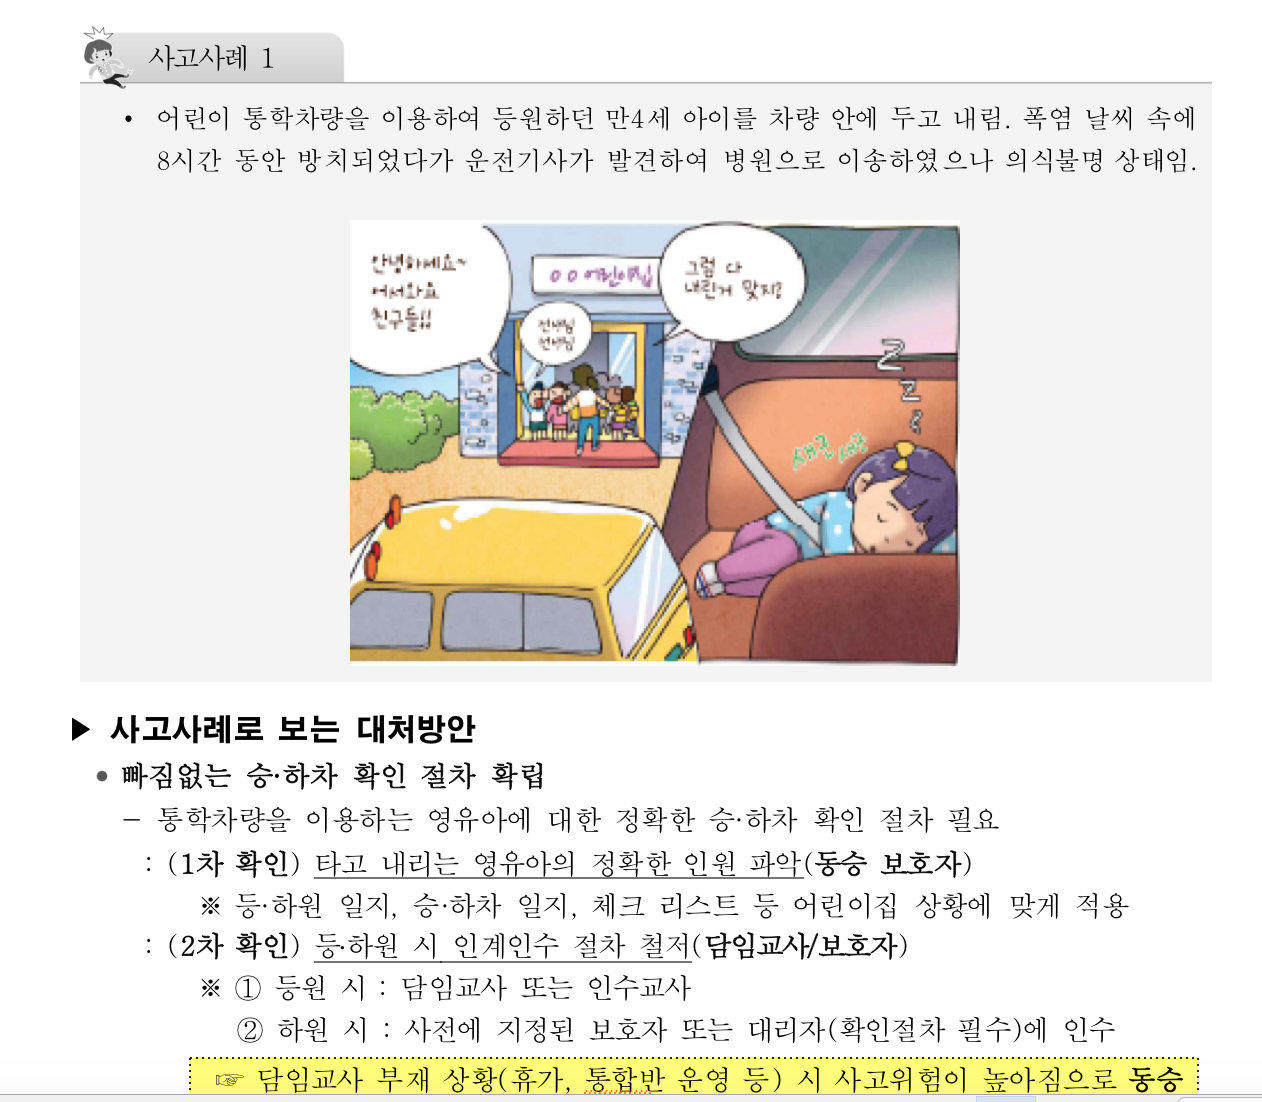 사고사례 1
• 어린이 통학차량을 이용하여 등원하던 만4세 아이를 차량 안에 두고 내림. 폭염 날씨 속에
8시간 동안 방치되었다가 운전기사가 발견하여 병원으로 이송하였으나 의식불명 상태임.
안녕하세요~
어서와요
친구들!!
○○어린이집
선생님
선생님
그럼 다
내린거 맞지?
새근 새근
▶ 사고사례로 보는 대처방안
● 빠짐없는 승·하차 확인 절차 확립
– 통학차량을 이용하는 영유아에 대한 정확한 승·하차 확인 절차 필요
: (1차 확인) 타고 내리는 영유아의 정확한 인원 파악(동승 보호자)
※ 등·하원 일지, 승·하차 일지, 체크 리스트 등 어린이집 상황에 맞게 적용
: (2차 확인) 등·하원 시 인계인수 절차 철저(담임교사/보호자)
※ ① 등원 시 : 담임교사 또는 인수교사
② 하원 시 : 사전에 지정된 보호자 또는 대리자(확인절차 필수)에 인수
☞ 담임교사 부재 상황(휴가, 통합반 운영 등) 시 사고위험이 높아짐으로 동승